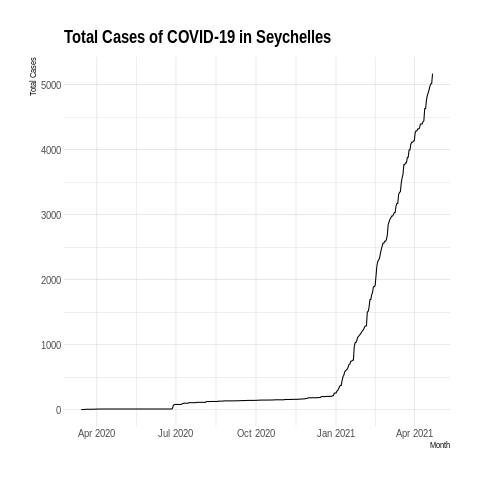 Total Cases of COVID-19 in Seychelles
Total Cases
5000
4000
3000
2000
1000
0
Apr 2020 Jul 2020 Oct 2020 Jan 2021 Apr 2021
Month